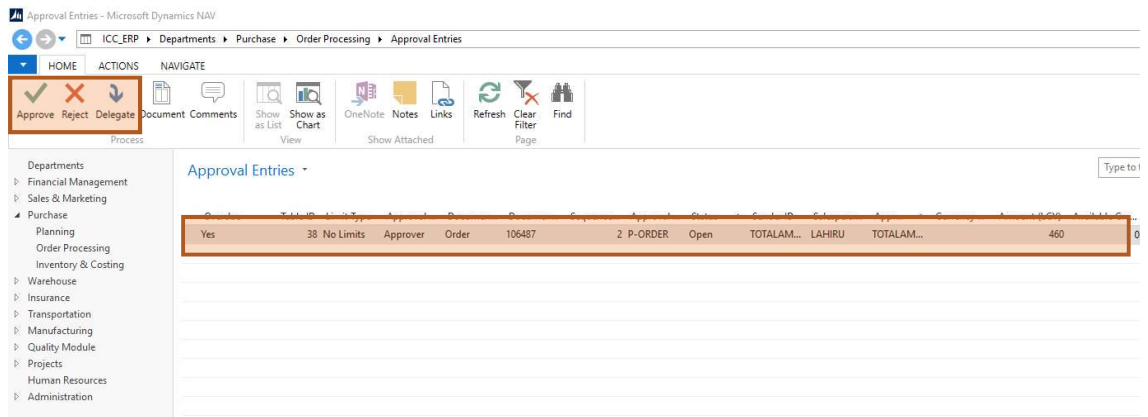 Approval Entries - Microsoft Dynamics NAV
ICC_ERP Departments Purchase Order Processing Approval Entries
HOME ACTIONS NAVIGATE
Approve Reject Delegate Document Comments Show as List Show as Chart OneNote Notes Links Refresh Clear Filter Find
Process View Show Attached Page
Departments
Financial Management
Sales & Marketing
Purchase
Planning
Order Processing
Inventory & Costing
Warehouse
Insurance
Transportation
Manufacturing
Quality Module
Projects
Human Resources
Administration
Approval Entries
Type to
Yes 38 No Limits Approver Order 106487 2 P-ORDER Open TOTALAM... LAHIRU TOTALAM... 460 0